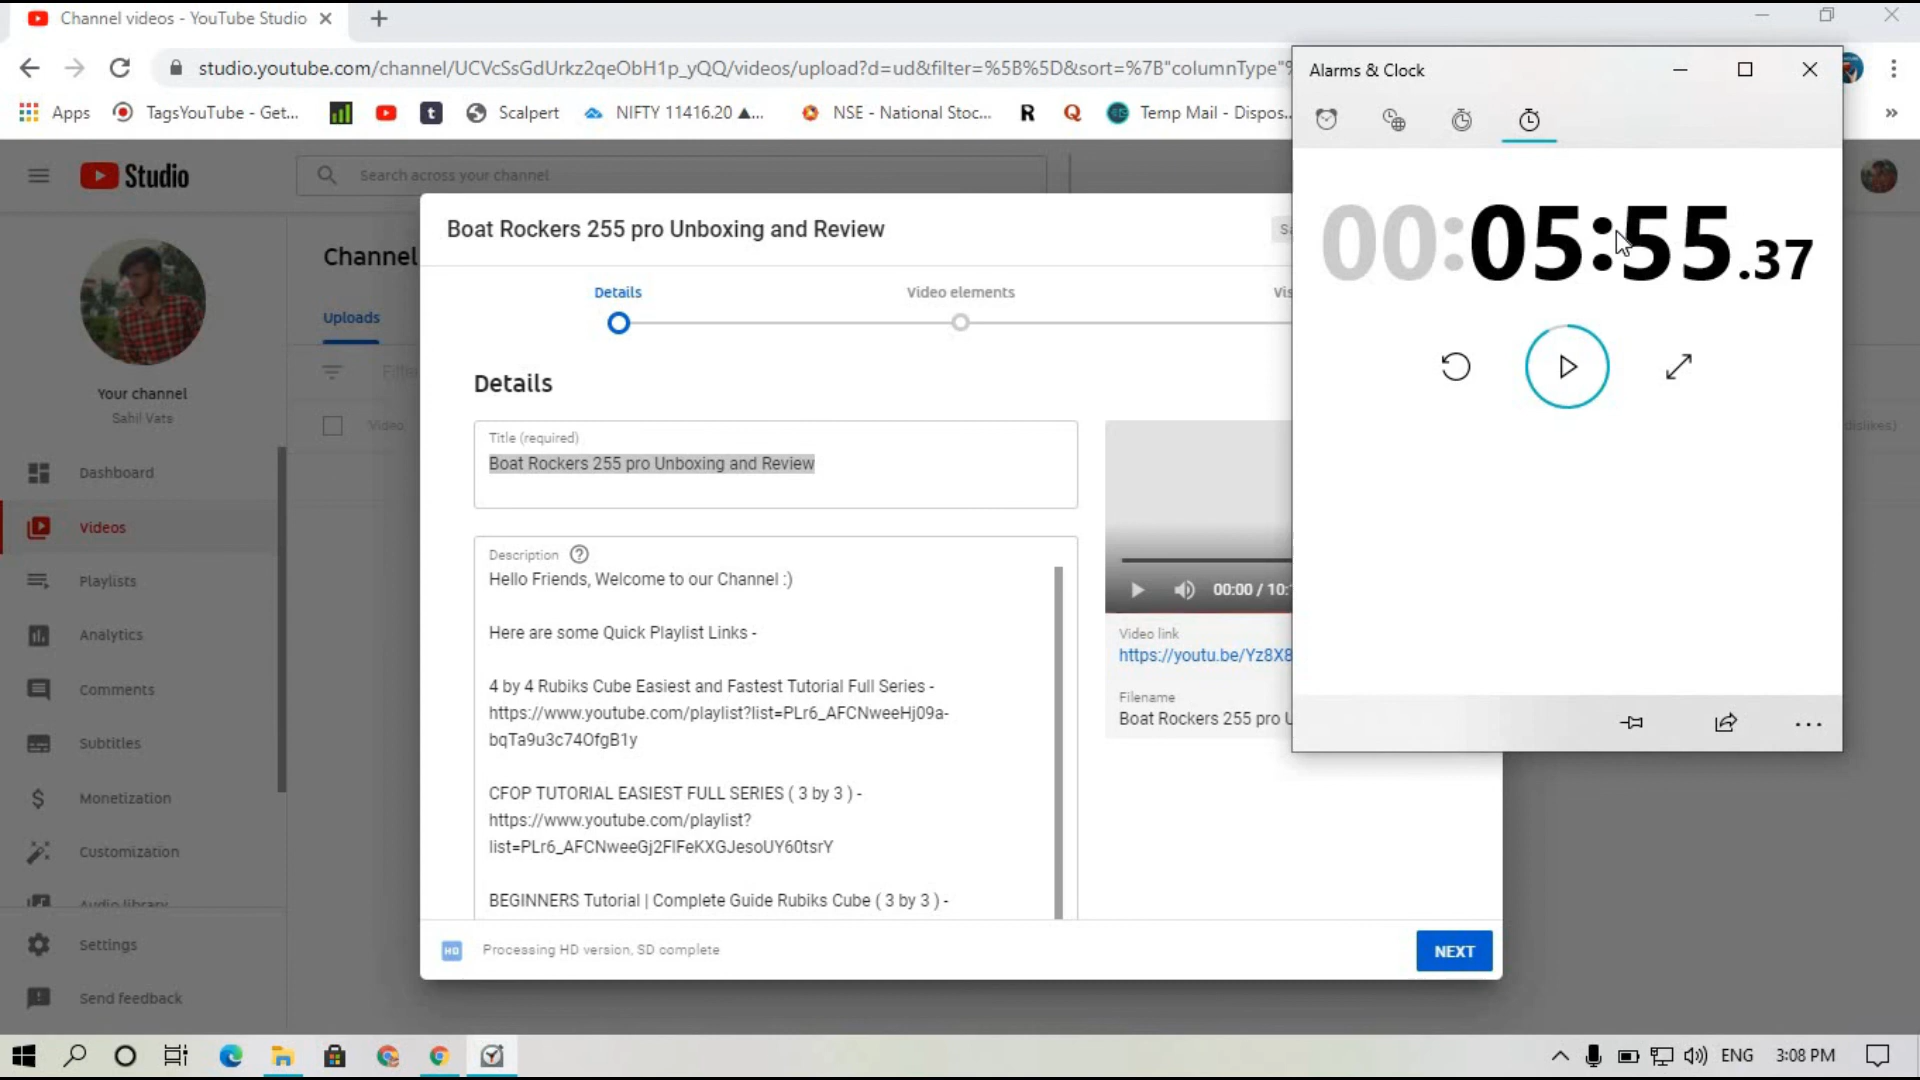 Channel videos - YouTube Studio
studio.youtube.com/channel/UCVcSsGdUrkz2qeObH1p_yQQ/videos/upload?d=ud&filter=%5B%5D&sort=%7B"columnType"%
Apps
TagsYouTube - Get...
t
Scalpert
NIFTY 11416.20 ▲...
NSE - National Stoc...
R
Q
Temp Mail - Dispos...
»
Studio
Search across your channel
Your channel
Sahil Vats
Dashboard
Videos
Playlists
Analytics
Comments
Subtitles
Monetization
Customization
Audio library
Settings
Send feedback
Channel
Uploads
Filter
Video
dislikes)
Boat Rockers 255 pro Unboxing and Review
Details
Video elements
Vis
Details
Title (required)
Boat Rockers 255 pro Unboxing and Review
Description
Hello Friends, Welcome to our Channel :)
Here are some Quick Playlist Links -
4 by 4 Rubiks Cube Easiest and Fastest Tutorial Full Series -
https://www.youtube.com/playlist?list=PLr6_AFCNweeHj09a-
bqTa9u3c74OfgB1y
CFOP TUTORIAL EASIEST FULL SERIES ( 3 by 3 ) -
https://www.youtube.com/playlist?
list=PLr6_AFCNweeGj2FIFeKXGJesoUY60tsrY
BEGINNERS Tutorial | Complete Guide Rubiks Cube ( 3 by 3 ) -
00:00 / 10:
Video link
https://youtu.be/Yz8X8
Filename
Boat Rockers 255 pro U
HD
Processing HD version, SD complete
NEXT
Alarms & Clock
00:05:55.37
ENG
3:08 PM